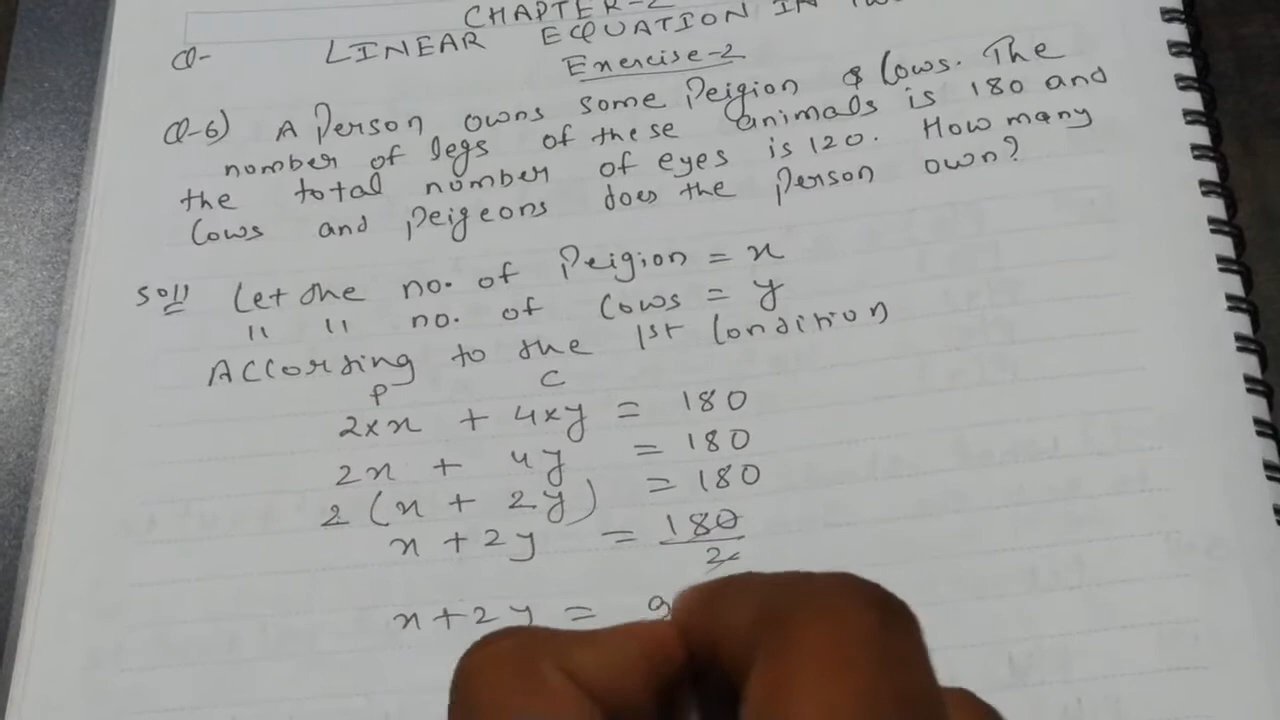 CHAPTER-2
Q- LINEAR EQUATION IN
Exercise-2
Q-6) A Person owns some Peigion & Cows. The
number of legs of these animals is 180 and
the total number of eyes is 120. How many
Cows and Peigeons does the Person own?
Soln Let the no. of Peigion = x
" " no. of Cows = y
According to the 1st Condition
P C
2×x + 4×y = 180
2x + 4y = 180
2 (x + 2y) = 180
x + 2y = 180/2
x + 2y = 9